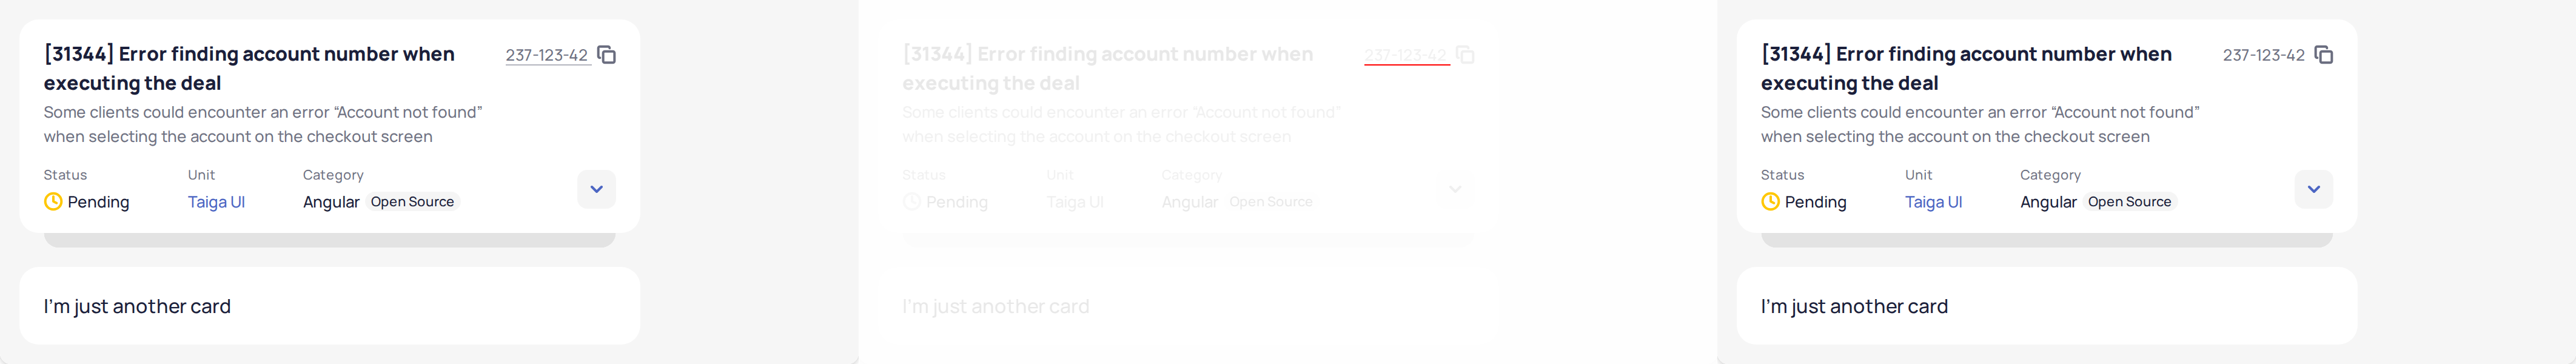 [31344] Error finding account number when
executing the deal
237-123-42
Some clients could encounter an error “Account not found”
when selecting the account on the checkout screen
Status Unit Category
Pending Taiga UI Angular Open Source
I'm just another card
[31344] Error finding account number when
executing the deal
237-123-42
Some clients could encounter an error “Account not found”
when selecting the account on the checkout screen
Status Unit Category
Pending Taiga UI Angular Open Source
I'm just another card
[31344] Error finding account number when
executing the deal
237-123-42
Some clients could encounter an error “Account not found”
when selecting the account on the checkout screen
Status Unit Category
Pending Taiga UI Angular Open Source
I'm just another card